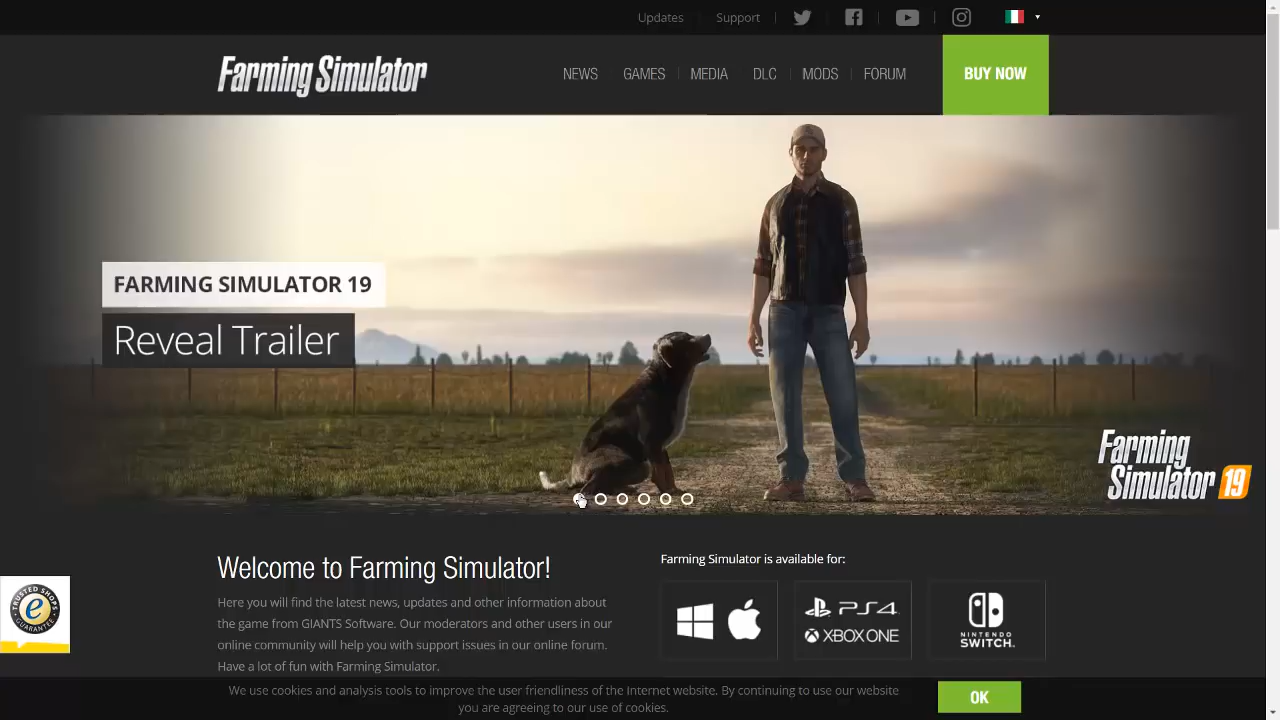 Updates
Support
Farming Simulator
NEWS
GAMES
MEDIA
DLC
MODS
FORUM
BUY NOW
FARMING SIMULATOR 19
Reveal Trailer
Farming
Simulator 19
Welcome to Farming Simulator!
Here you will find the latest news, updates and other information about
the game from GIANTS Software. Our moderators and other users in our
online community will help you with support issues in our online forum.
Have a lot of fun with Farming Simulator.
Farming Simulator is available for:
PS4
XBOX ONE
NINTENDO
SWITCH
TRUSTED SHOPS
GUARANTEE
We use cookies and analysis tools to improve the user friendliness of the Internet website. By continuing to use our website
you are agreeing to our use of cookies.
OK